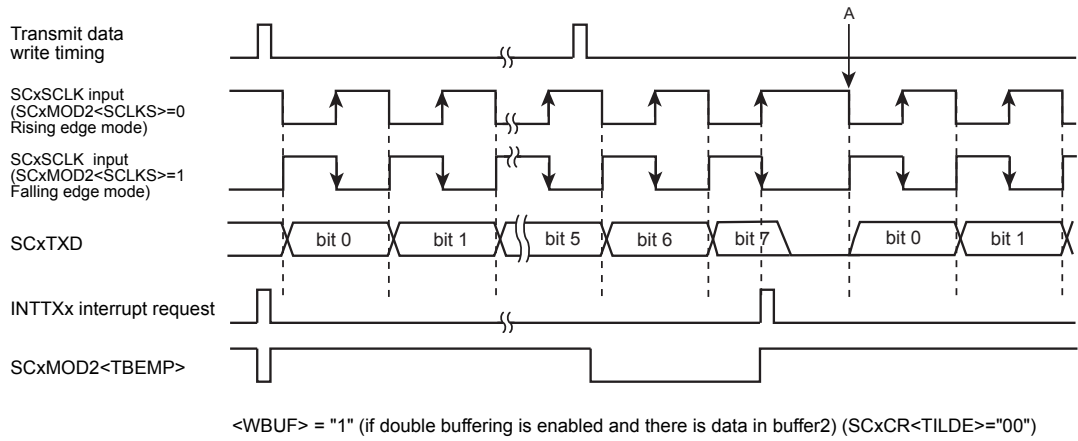 Transmit data
write timing
A
SCxSCLK input
(SCxMOD2<SCLKS>=0
Rising edge mode)
SCxSCLK input
(SCxMOD2<SCLKS>=1
Falling edge mode)
SCxTXD
bit 0
bit 1
bit 5
bit 6
bit 7
bit 0
bit 1
INTTXx interrupt request
SCxMOD2<TBEMP>
<WBUF> = "1" (if double buffering is enabled and there is data in buffer2) (SCxCR<TILDE>="00")